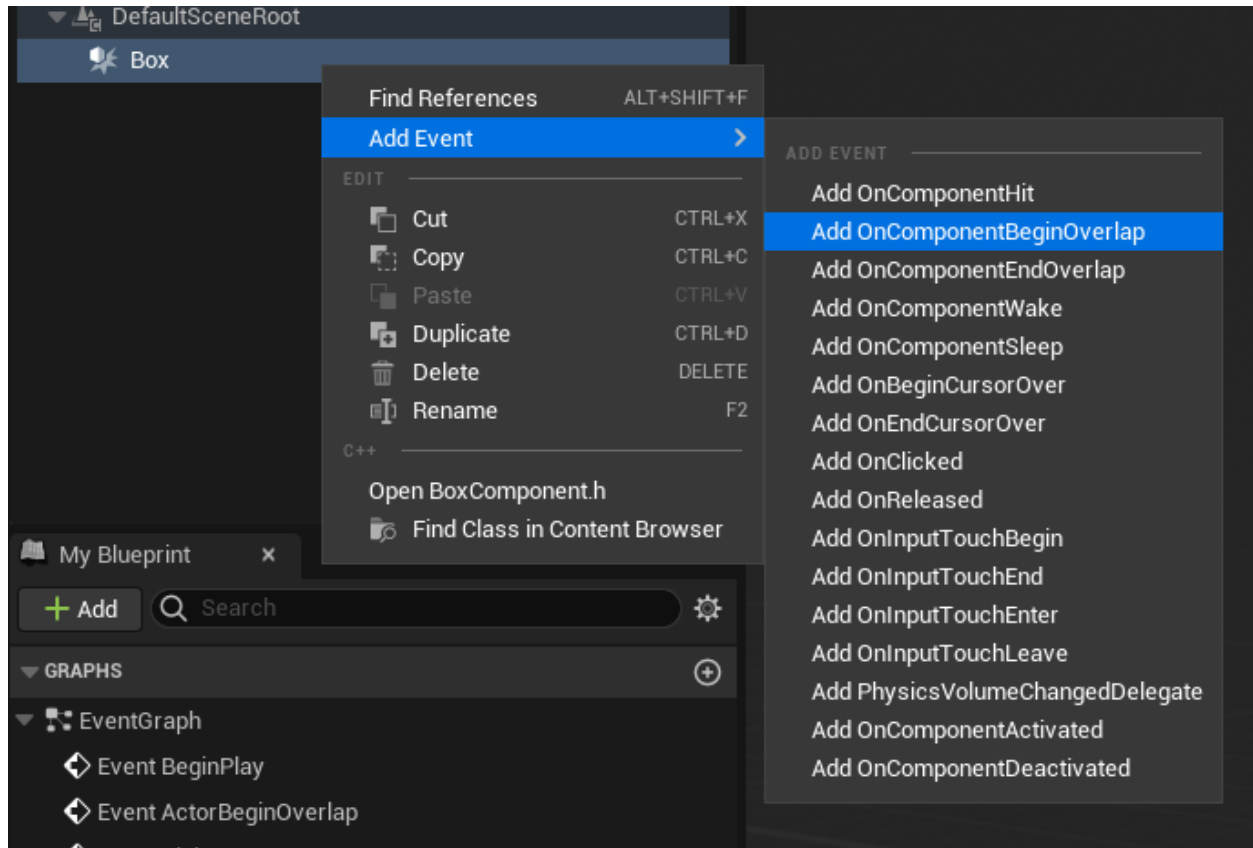 DefaultSceneRoot
Box
Find References ALT+SHIFT+F
Add Event
EDIT
Cut CTRL+X
Copy CTRL+C
Paste CTRL+V
Duplicate CTRL+D
Delete DELETE
Rename F2
C++
Open BoxComponent.h
Find Class in Content Browser
ADD EVENT
Add OnComponentHit
Add OnComponentBeginOverlap
Add OnComponentEndOverlap
Add OnComponentWake
Add OnComponentSleep
Add OnBeginCursorOver
Add OnEndCursorOver
Add OnClicked
Add OnReleased
Add OnInputTouchBegin
Add OnInputTouchEnd
Add OnInputTouchEnter
Add OnInputTouchLeave
Add PhysicsVolumeChangedDelegate
Add OnComponentActivated
Add OnComponentDeactivated
My Blueprint
Add Search
GRAPHS
EventGraph
Event BeginPlay
Event ActorBeginOverlap